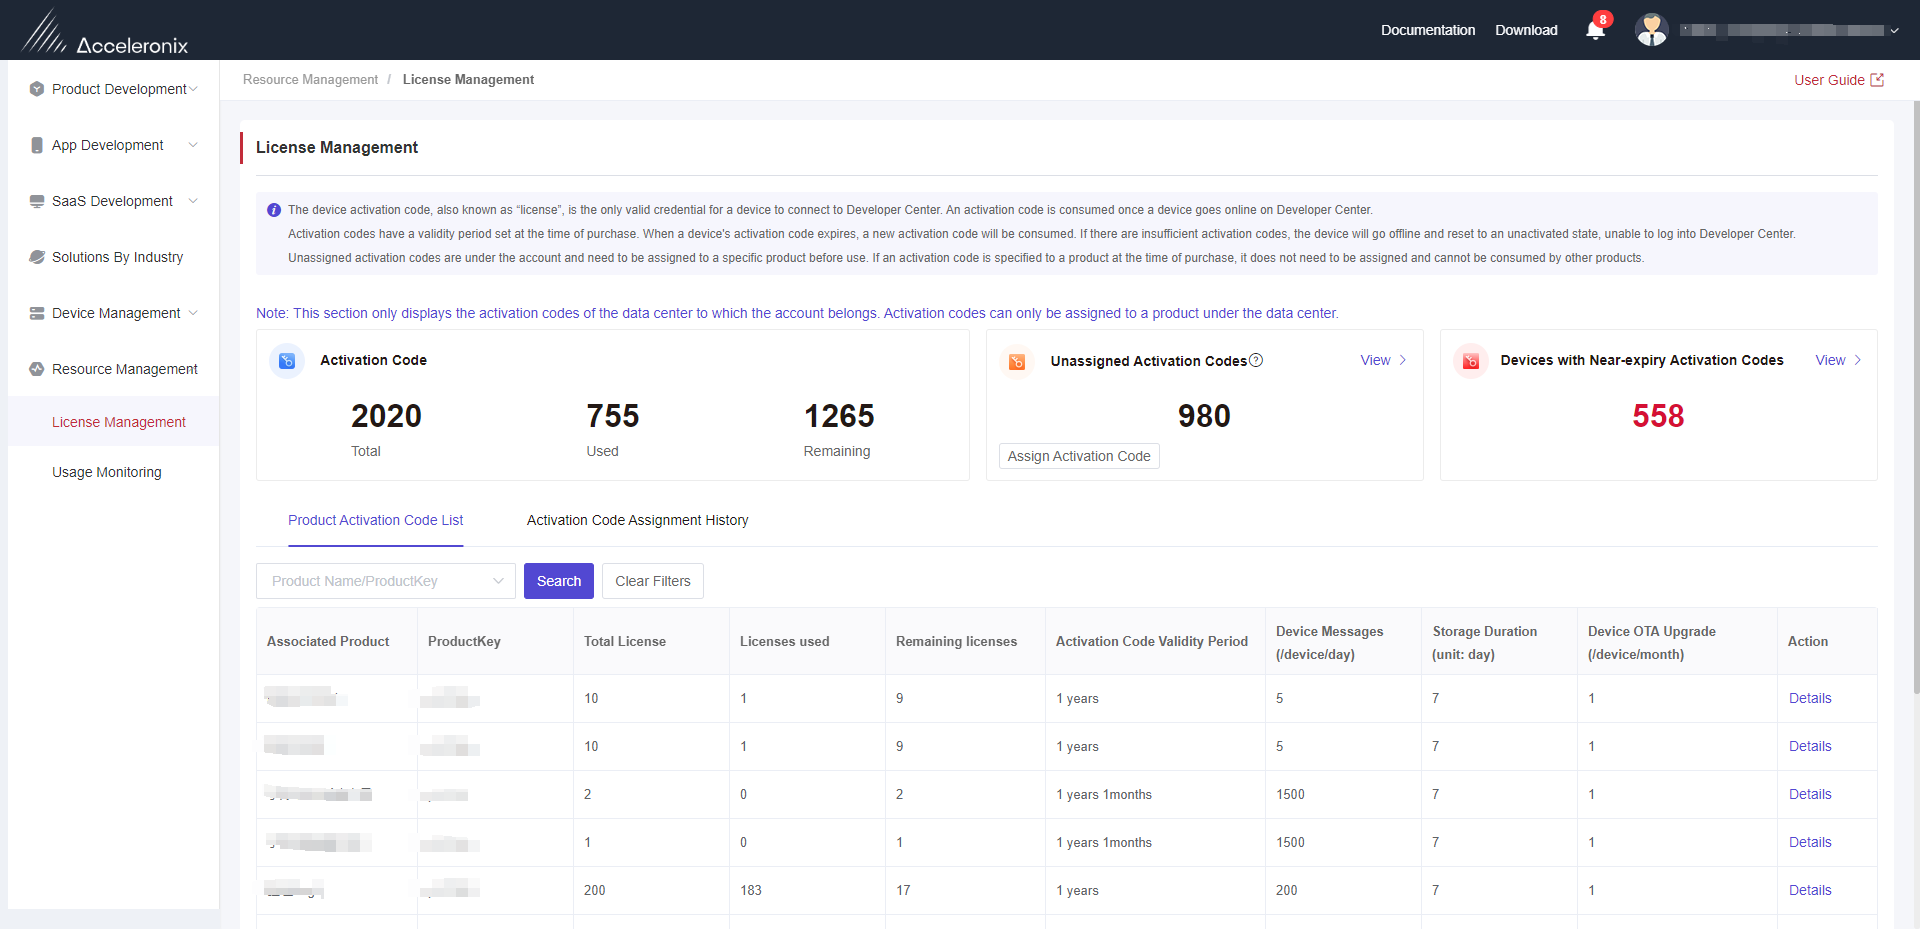 Acceleronix
Documentation
Download
8
Product Development
App Development
SaaS Development
Solutions By Industry
Device Management
Resource Management
License Management
Usage Monitoring
Resource Management / License Management
User Guide
License Management
The device activation code, also known as “license”, is the only valid credential for a device to connect to Developer Center. An activation code is consumed once a device goes online on Developer Center.
Activation codes have a validity period set at the time of purchase. When a device's activation code expires, a new activation code will be consumed. If there are insufficient activation codes, the device will go offline and reset to an unactivated state, unable to log into Developer Center.
Unassigned activation codes are under the account and need to be assigned to a specific product before use. If an activation code is specified to a product at the time of purchase, it does not need to be assigned and cannot be consumed by other products.
Note: This section only displays the activation codes of the data center to which the account belongs. Activation codes can only be assigned to a product under the data center.
Activation Code
2020 755 1265
Total Used Remaining
Unassigned Activation Codes View
980
Assign Activation Code
Devices with Near-expiry Activation Codes View
558
Product Activation Code List
Activation Code Assignment History
Product Name/ProductKey
Search
Clear Filters
Associated Product ProductKey Total License Licenses used Remaining licenses Activation Code Validity Period Device Messages (/device/day) Storage Duration (unit: day) Device OTA Upgrade (/device/month) Action
10 1 9 1 years 5 7 1 Details
10 1 9 1 years 5 7 1 Details
2 0 2 1 years 1months 1500 7 1 Details
1 0 1 1 years 1months 1500 7 1 Details
200 183 17 1 years 200 7 1 Details